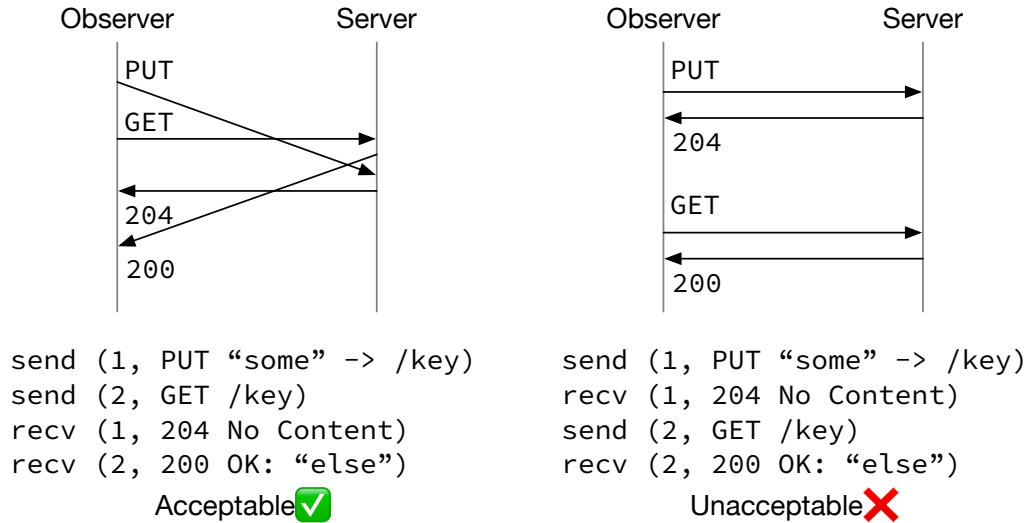 Observer Server
PUT
GET
204
200
send (1, PUT “some” -> /key)
send (2, GET /key)
recv (1, 204 No Content)
recv (2, 200 OK: “else”)
Acceptable✅
Observer Server
PUT
204
GET
200
send (1, PUT “some” -> /key)
recv (1, 204 No Content)
send (2, GET /key)
recv (2, 200 OK: “else”)
Unacceptable❌